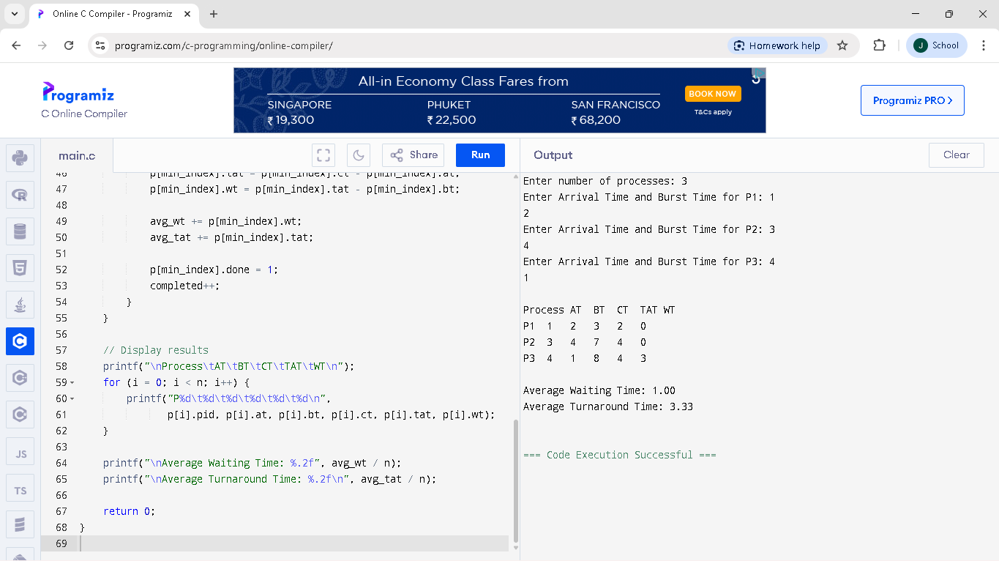 Online C Compiler - Programiz
programiz.com/c-programming/online-compiler/
Homework help
J School
Programiz
C Online Compiler
All-in Economy Class Fares from
SINGAPORE PHUKET SAN FRANCISCO
₹ 19,300 ₹ 22,500 ₹ 68,200
BOOK NOW
T&Cs apply
Programiz PRO >
main.c
Share
Run
46 p[min_index].tat = p[min_index].ct - p[min_index].at;
47 p[min_index].wt = p[min_index].tat - p[min_index].bt;
48
49 avg_wt += p[min_index].wt;
50 avg_tat += p[min_index].tat;
51
52 p[min_index].done = 1;
53 completed++;
54 }
55 }
56
57 // Display results
58 printf("\nProcess\tAT\tBT\tCT\tTAT\tWT\n");
59 for (i = 0; i < n; i++) {
60 printf("P%d\t%d\t%d\t%d\t%d\t%d\n",
61 p[i].pid, p[i].at, p[i].bt, p[i].ct, p[i].tat, p[i].wt);
62 }
63
64 printf("\nAverage Waiting Time: %.2f", avg_wt / n);
65 printf("\nAverage Turnaround Time: %.2f\n", avg_tat / n);
66
67 return 0;
68 }
69
JS
TS
Output
Clear
Enter number of processes: 3
Enter Arrival Time and Burst Time for P1: 1
2
Enter Arrival Time and Burst Time for P2: 3
4
Enter Arrival Time and Burst Time for P3: 4
1
Process AT BT CT TAT WT
P1 1 2 3 2 0
P2 3 4 7 4 0
P3 4 1 8 4 3
Average Waiting Time: 1.00
Average Turnaround Time: 3.33
=== Code Execution Successful ===